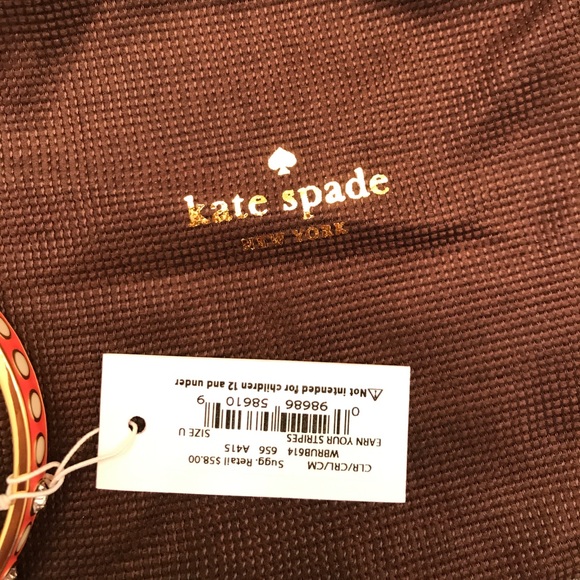 kate spade
NEW YORK
CLR/CRL/CM
WBRU8614 656 A415
EARN YOUR STRIPES SIZE U
Sugg. Retail $58.00
0 98686 58610 9
⚠Not intended for children 12 and under